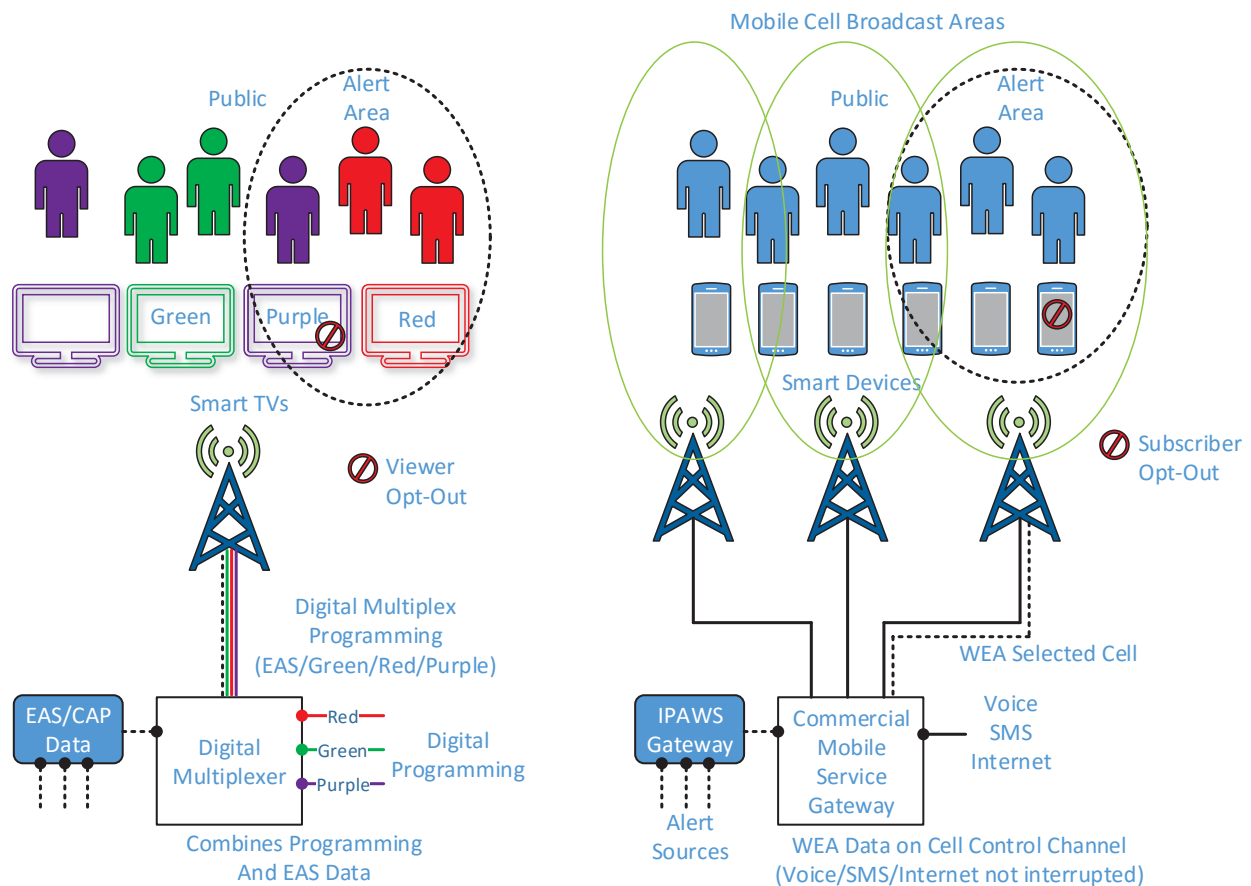 Mobile Cell Broadcast Areas
Public
Alert
Area
Green
Purple
Red
Smart TVs
Viewer
Opt-Out
Digital Multiplex
Programming
(EAS/Green/Red/Purple)
EAS/CAP
Data
Digital
Multiplexer
Red
Green
Purple
Digital
Programming
Combines Programming
And EAS Data
Public
Alert
Area
Smart Devices
Subscriber
Opt-Out
WEA Selected Cell
IPAWS
Gateway
Commercial
Mobile
Service
Gateway
Voice
SMS
Internet
Alert
Sources
WEA Data on Cell Control Channel
(Voice/SMS/Internet not interrupted)